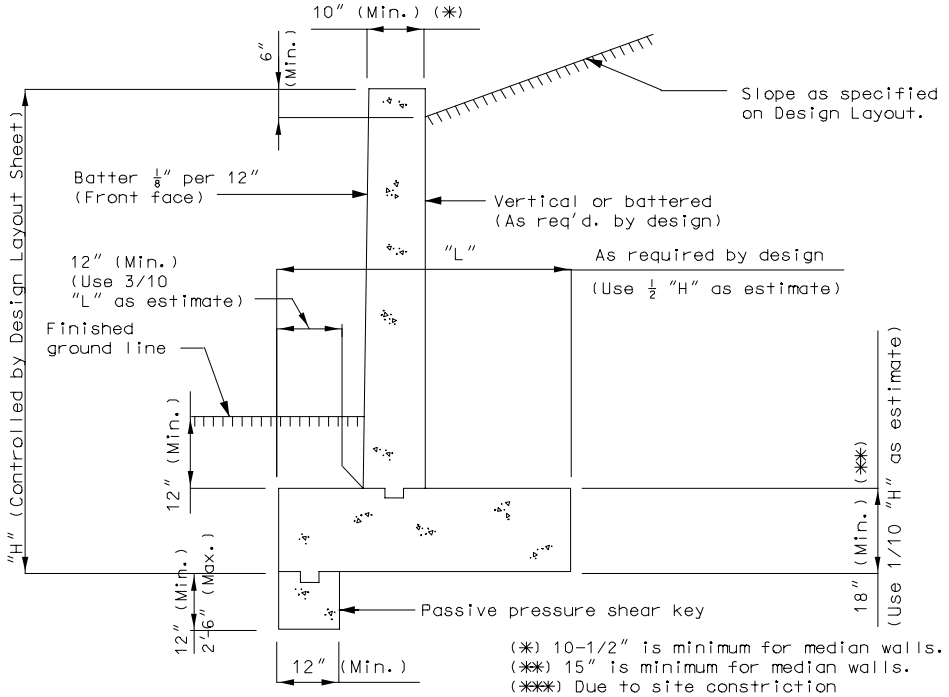 10" (Min.) (*)
6"
(Min.)
Slope as specified
on Design Layout.
"H" (Controlled by Design Layout Sheet)
Batter 1/8" per 12"
(Front face)
Vertical or battered
(As req'd. by design)
"L"
As required by design
(Use 1/2 "H" as estimate)
12" (Min.)
(Use 3/10
"L" as estimate)
Finished
ground line
12" (Min.)
18" (Min.) (**)
(Use 1/10 "H" as estimate)
12" (Min.)
2'-6" (Max.)
Passive pressure shear key
12" (Min.)
(*) 10-1/2" is minimum for median walls.
(**) 15" is minimum for median walls.
(***) Due to site constriction